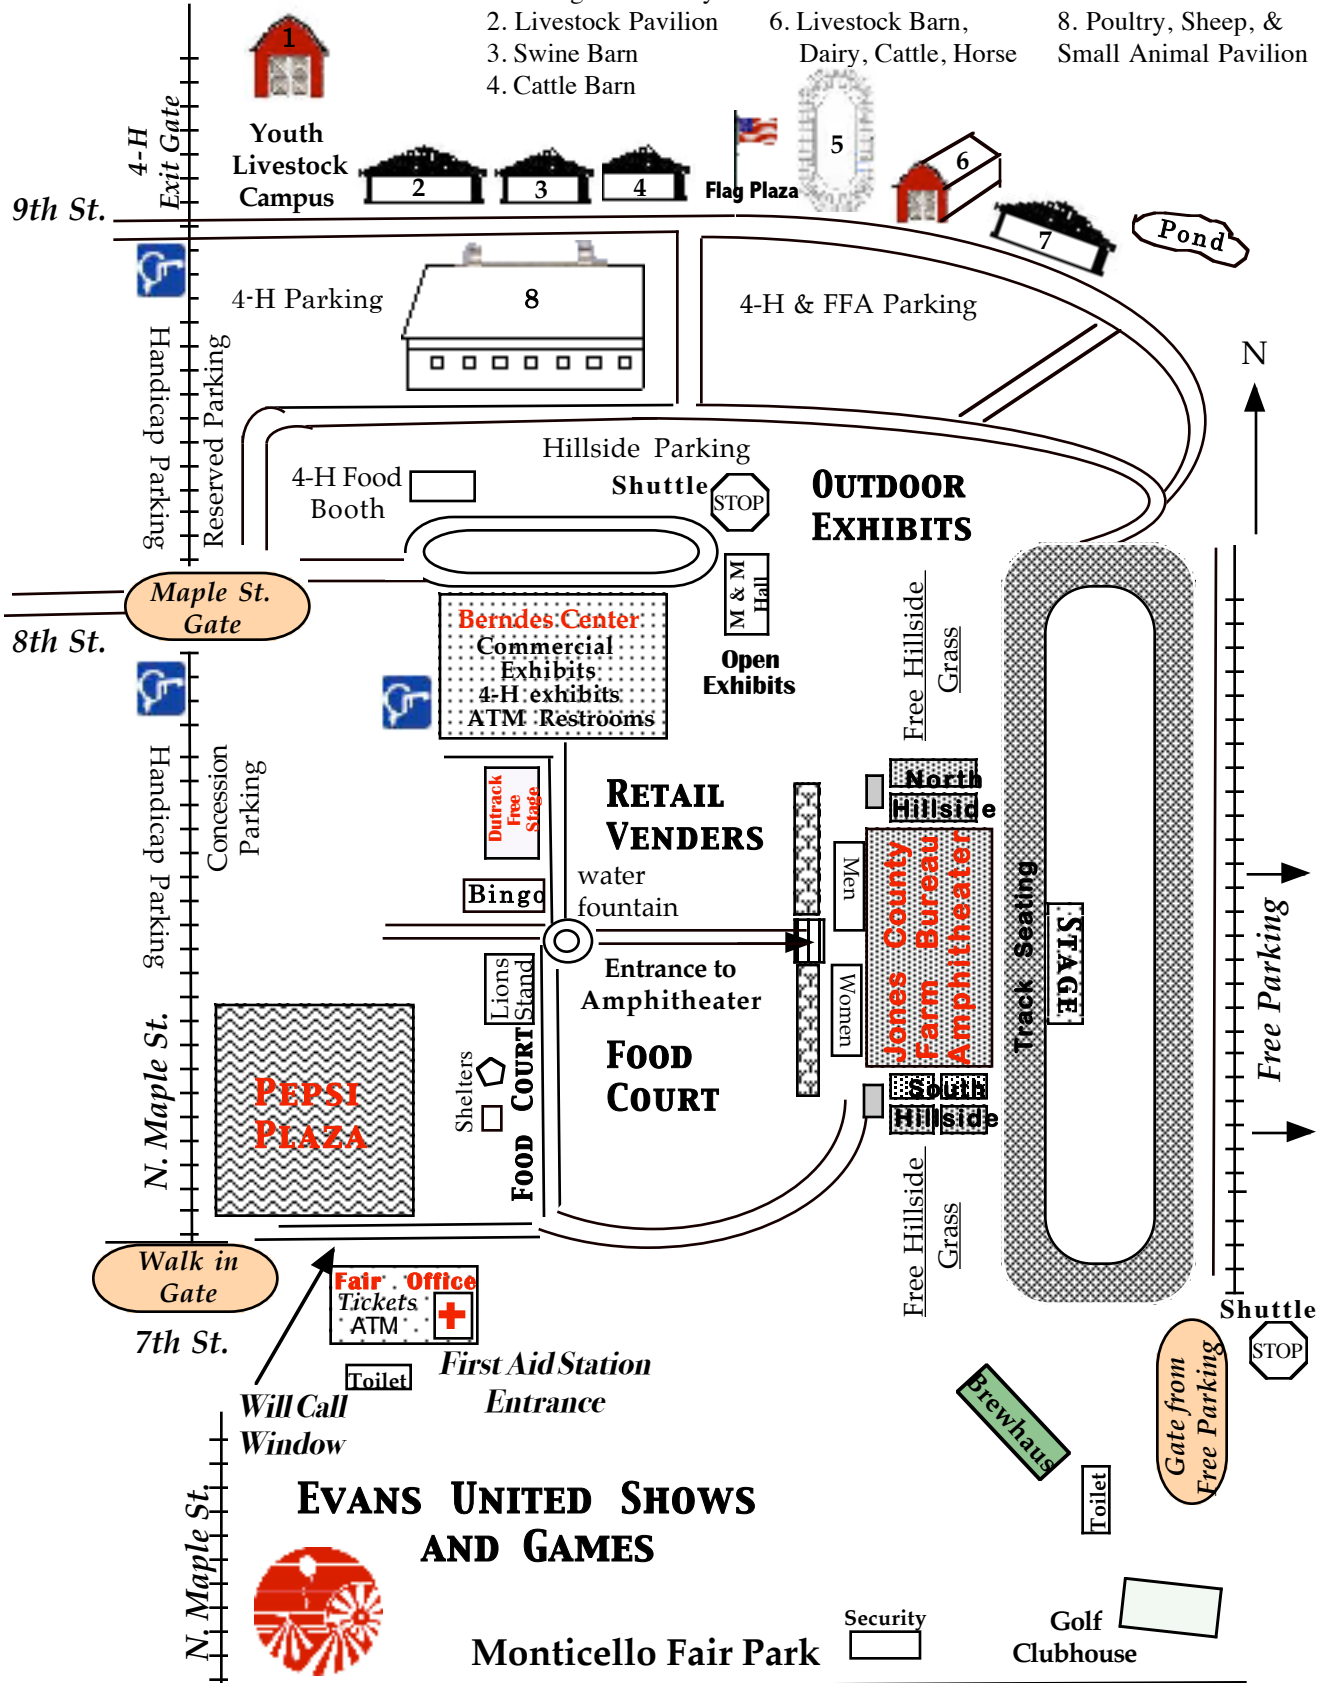 2. Livestock Pavilion
3. Swine Barn
4. Cattle Barn
6. Livestock Barn,
Dairy, Cattle, Horse
8. Poultry, Sheep, &
Small Animal Pavilion
1
4-H
Exit Gate
Youth
Livestock
Campus
2
3
4
Flag Plaza
5
6
7
Pond
9th St.
4-H Parking
8
4-H & FFA Parking
N
Handicap Parking
Reserved Parking
Hillside Parking
4-H Food
Booth
Shuttle
STOP
OUTDOOR
EXHIBITS
Maple St.
Gate
8th St.
M & M
Hall
Berndes Center
Commercial
Exhibits
4-H exhibits
ATM Restrooms
Open
Exhibits
Free Hillside
Grass
Handicap Parking
Concession
Parking
Dutrack
Free
Stage
RETAIL
VENDERS
North
Hillside
Bingo
water
fountain
Men
Women
Jones County
Farm Bureau
Amphitheater
Track Seating
STAGE
Free Parking
Entrance to
Amphitheater
Lions
Stand
N. Maple St.
PEPSI
PLAZA
Shelters
FOOD COURT
FOOD
COURT
South
Hillside
Free Hillside
Grass
Walk in
Gate
7th St.
Fair Office
Tickets
ATM
Toilet
First Aid Station
Entrance
Will Call
Window
Shuttle
STOP
Gate from
Free Parking
Brewhaus
Toilet
N. Maple St.
EVANS UNITED SHOWS
AND GAMES
Security
Golf
Clubhouse
Monticello Fair Park